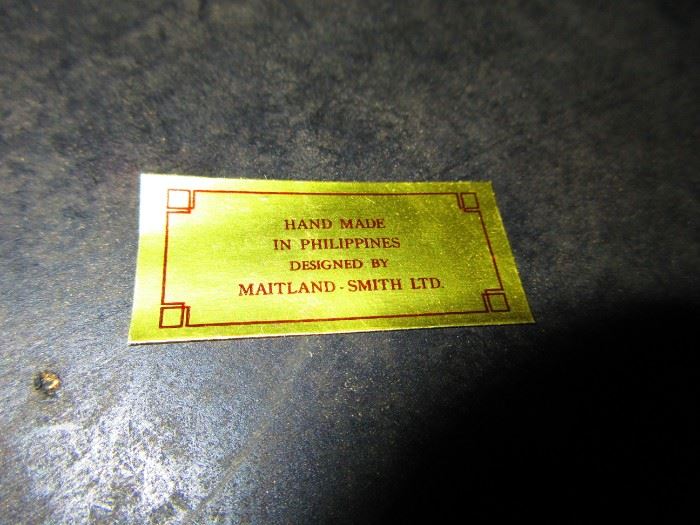 HAND MADE
IN PHILIPPINES
DESIGNED BY
MAITLAND - SMITH LTD.